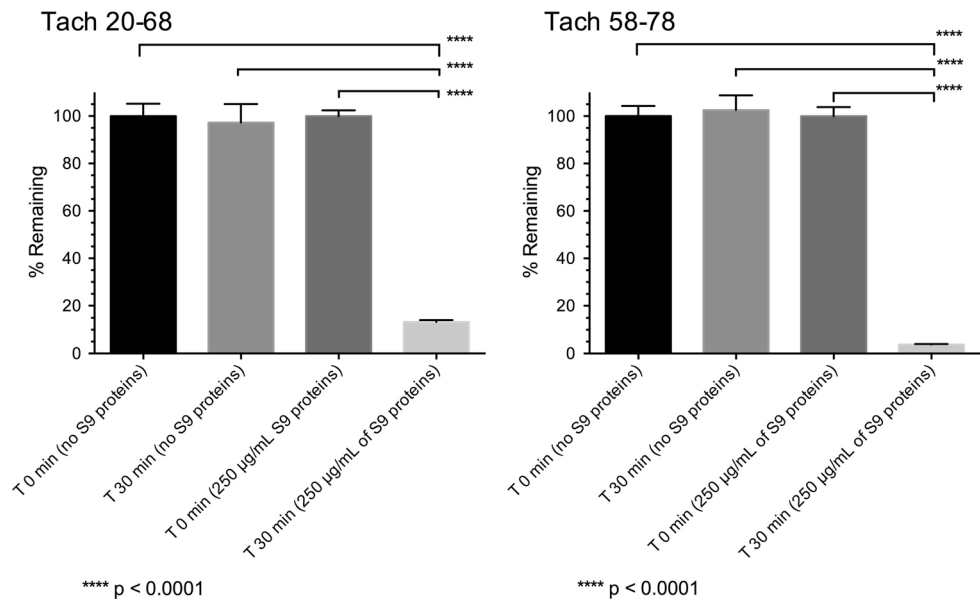 Tach 20-68
****
****
****
% Remaining
100
80
60
40
20
0
T 0 min (no S9 proteins)
T 30 min (no S9 proteins)
T 0 min (250 µg/mL S9 proteins)
T 30 min (250 µg/mL of S9 proteins)
**** p < 0.0001
Tach 58-78
****
****
****
% Remaining
100
80
60
40
20
0
T 0 min (no S9 proteins)
T 30 min (no S9 proteins)
T 0 min (250 µg/mL of S9 proteins)
T 30 min (250 µg/mL of S9 proteins)
**** p < 0.0001